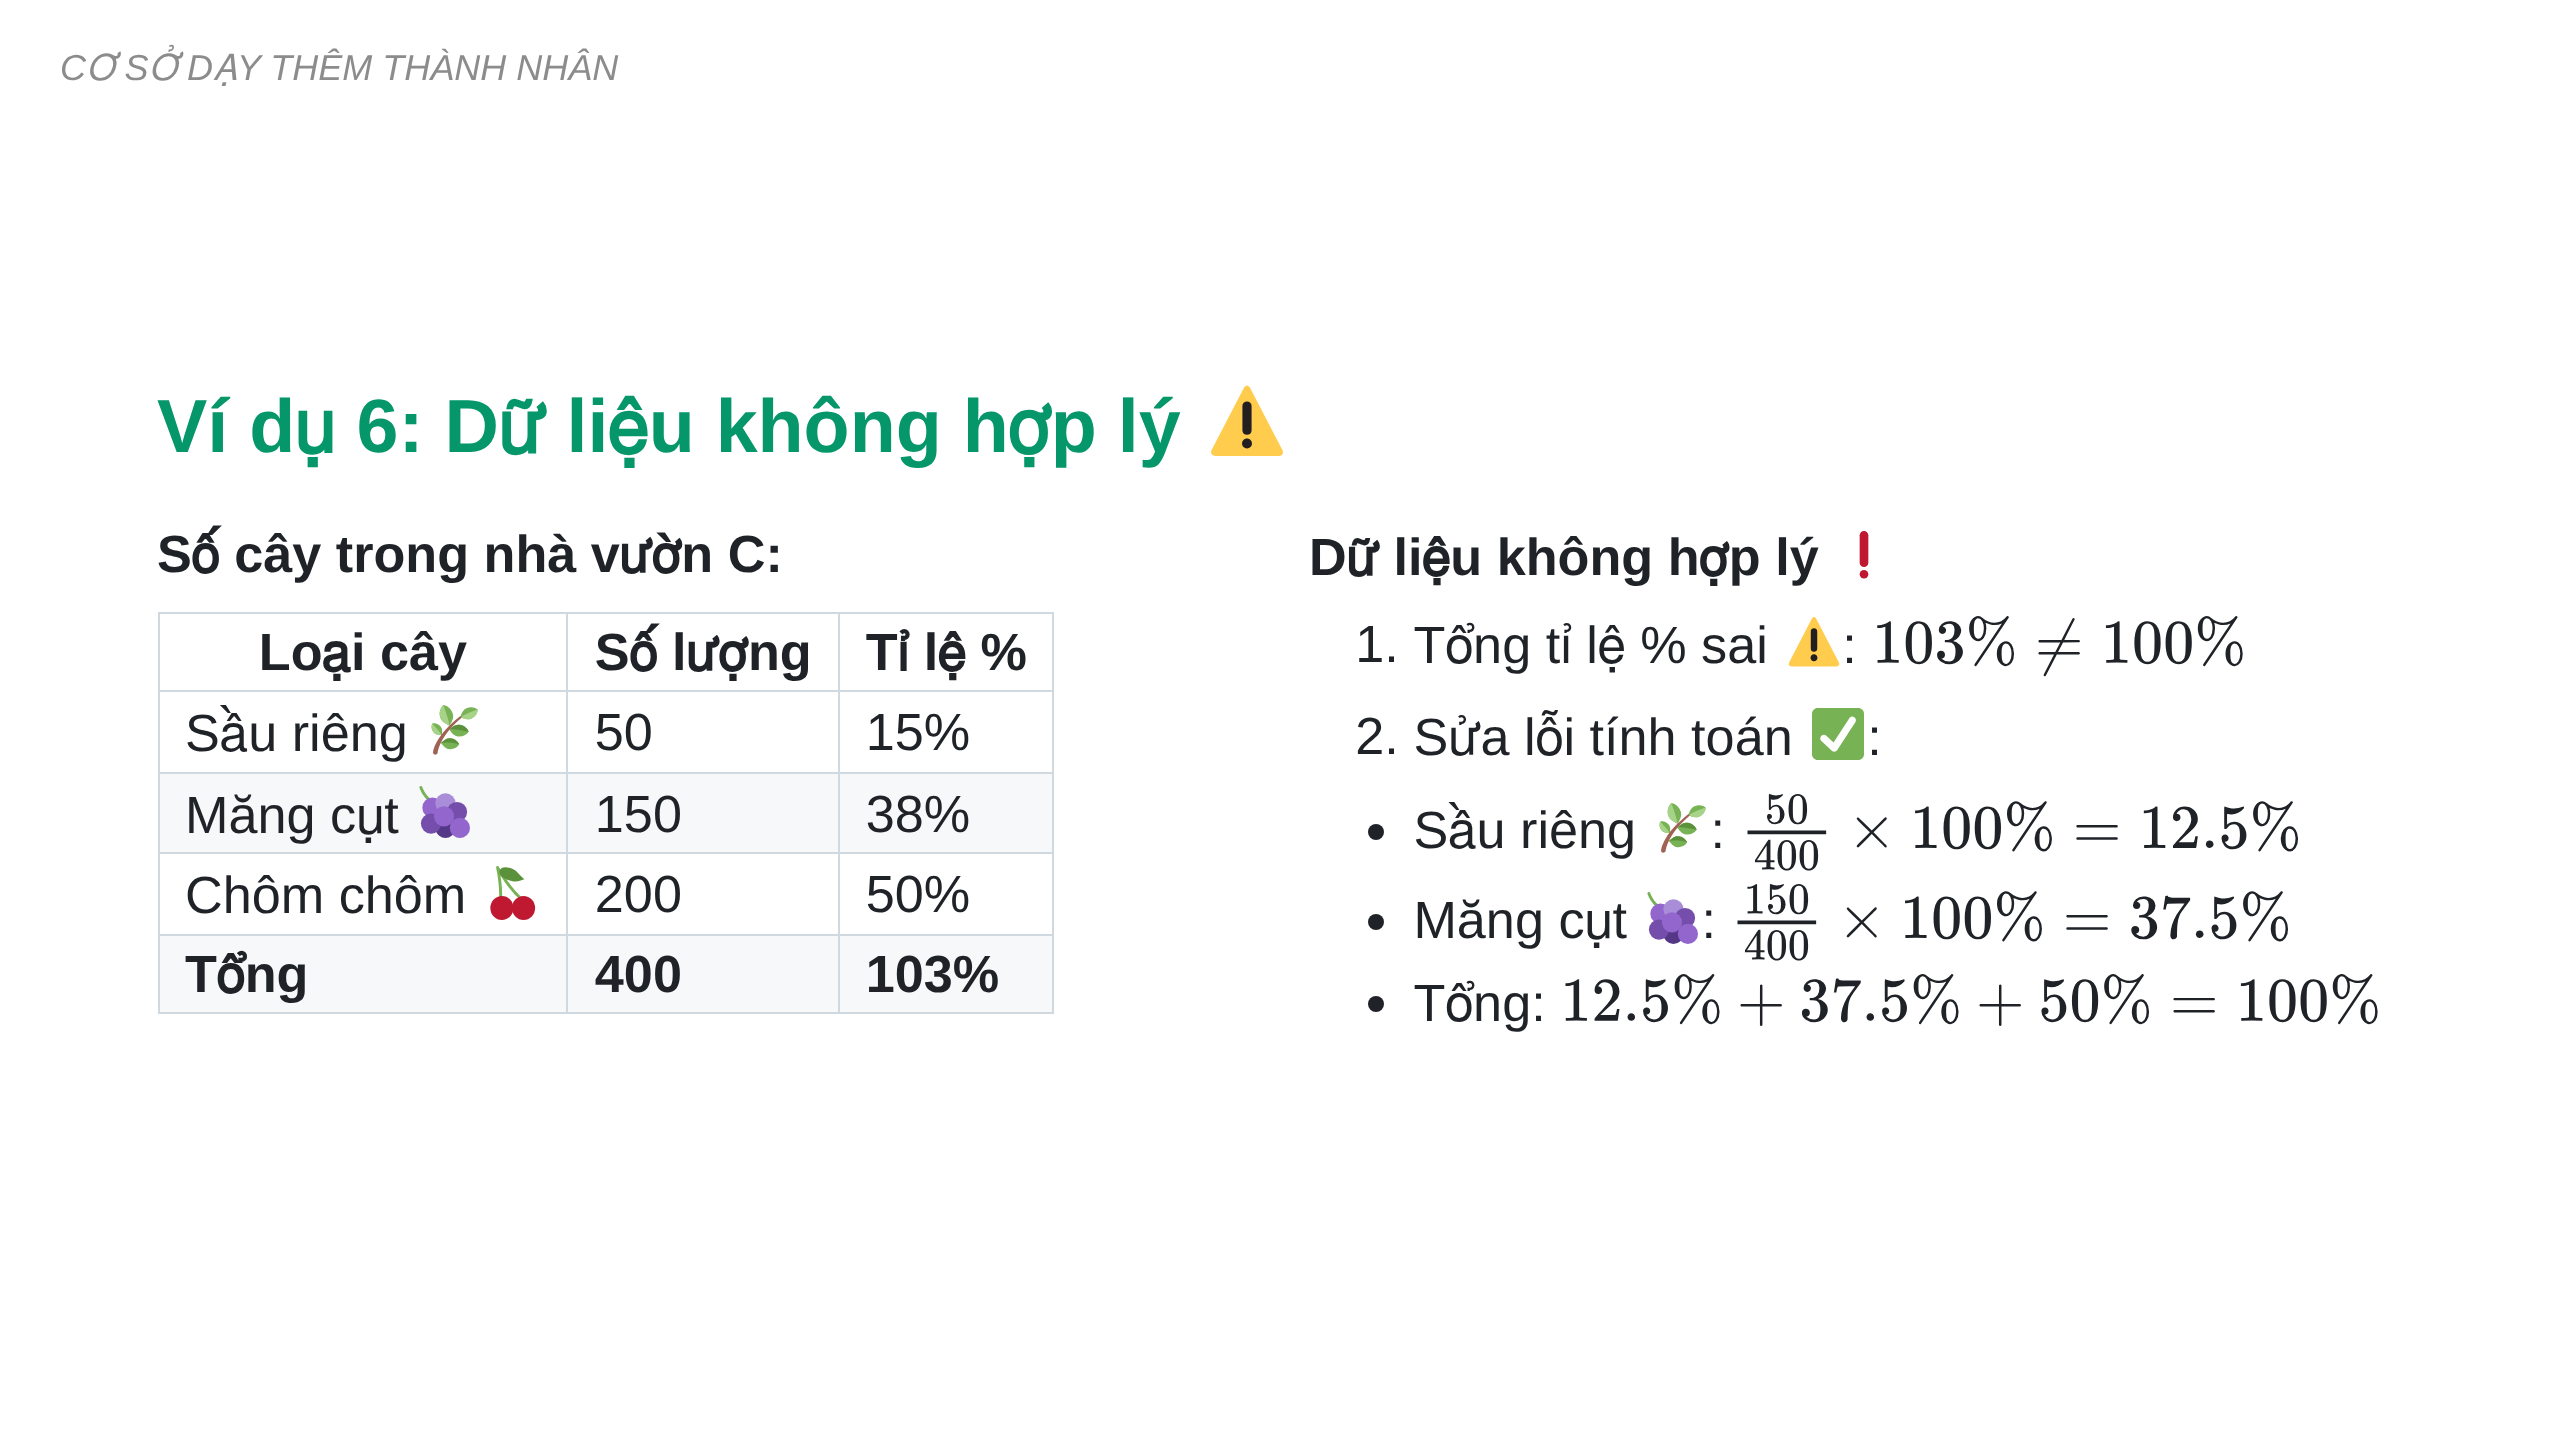 CƠ SỞ DẠY THÊM THÀNH NHÂN
Ví dụ 6: Dữ liệu không hợp lý ⚠️
Số cây trong nhà vườn C:
Loại cây Số lượng Tỉ lệ %
Sầu riêng 🌿 50 15%
Măng cụt 🍇 150 38%
Chôm chôm 🍒 200 50%
Tổng 400 103%
Dữ liệu không hợp lý ❗
1. Tổng tỉ lệ % sai ⚠️: 103% ≠ 100%
2. Sửa lỗi tính toán ✅:
• Sầu riêng 🌿: 50/400 × 100% = 12.5%
• Măng cụt 🍇: 150/400 × 100% = 37.5%
• Tổng: 12.5% + 37.5% + 50% = 100%